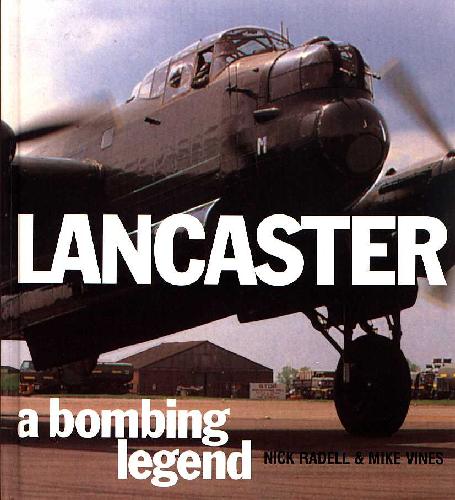 M
LANCASTER
a bombing
legend
NICK RADELL & MIKE VINES